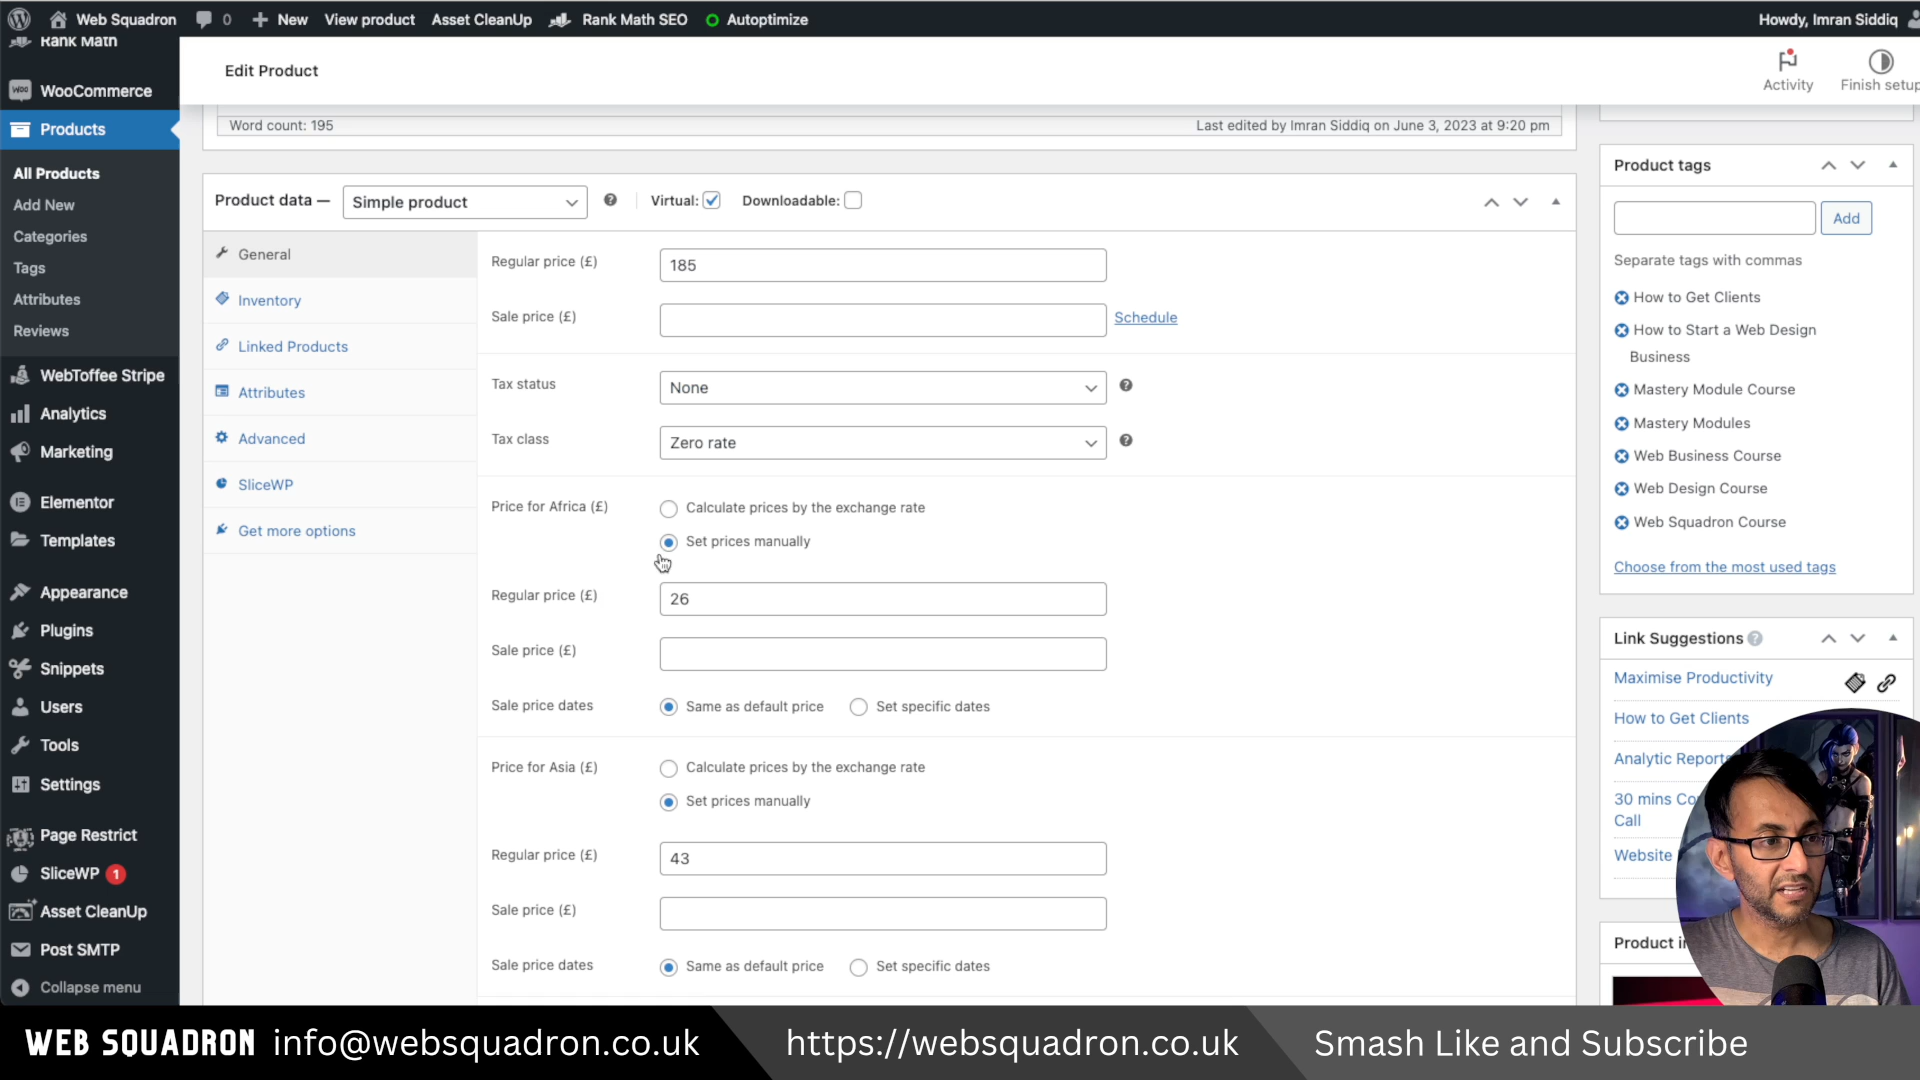 Web Squadron
0
New
View product
Asset CleanUp
Rank Math SEO
Autoptimize
Howdy, Imran Siddiq
Rank Math
WooCommerce
Products
All Products
Add New
Categories
Tags
Attributes
Reviews
WebToffee Stripe
Analytics
Marketing
Elementor
Templates
Appearance
Plugins
Snippets
Users
Tools
Settings
Page Restrict
SliceWP 1
Asset CleanUp
Post SMTP
Collapse menu
Edit Product
Activity
Finish setup
Word count: 195
Last edited by Imran Siddiq on June 3, 2023 at 9:20 pm
Product data —
Simple product
Virtual:
Downloadable:
General
Inventory
Linked Products
Attributes
Advanced
SliceWP
Get more options
Regular price (£)
185
Sale price (£)
Schedule
Tax status
None
Tax class
Zero rate
Price for Africa (£)
Calculate prices by the exchange rate
Set prices manually
Regular price (£)
26
Sale price (£)
Sale price dates
Same as default price
Set specific dates
Price for Asia (£)
Calculate prices by the exchange rate
Set prices manually
Regular price (£)
43
Sale price (£)
Sale price dates
Same as default price
Set specific dates
Product tags
Add
Separate tags with commas
How to Get Clients
How to Start a Web Design
Business
Mastery Module Course
Mastery Modules
Web Business Course
Web Design Course
Web Squadron Course
Choose from the most used tags
Link Suggestions
Maximise Productivity
How to Get Clients
Analytic Reports
30 mins
Call
Website
Product
WEB SQUADRON
info@websquadron.co.uk
https://websquadron.co.uk
Smash Like and Subscribe